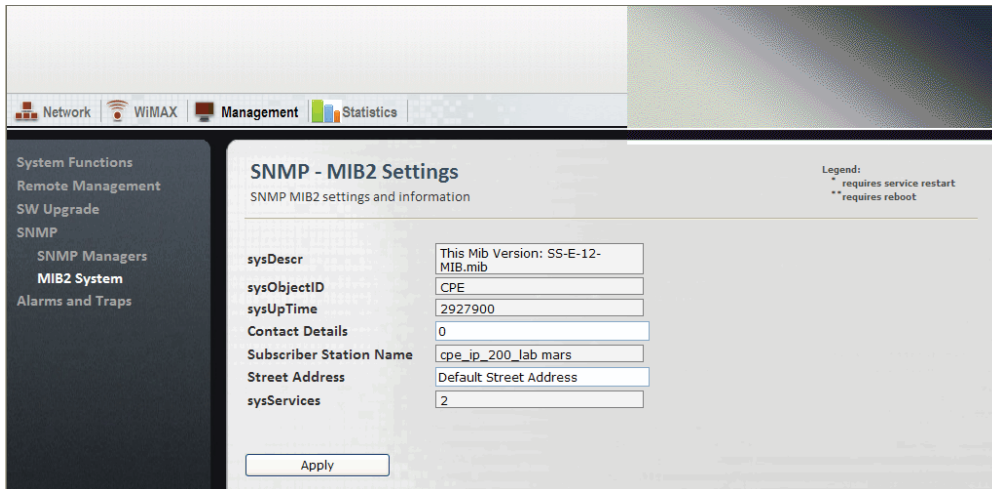 Network WiMAX Management Statistics
System Functions
Remote Management
SW Upgrade
SNMP
SNMP Managers
MIB2 System
Alarms and Traps
SNMP - MIB2 Settings
SNMP MIB2 settings and information
Legend:
* requires service restart
**requires reboot
sysDescr This Mib Version: SS-E-12-
MIB.mib
sysObjectID CPE
sysUpTime 2927900
Contact Details 0
Subscriber Station Name cpe_ip_200_lab mars
Street Address Default Street Address
sysServices 2
Apply